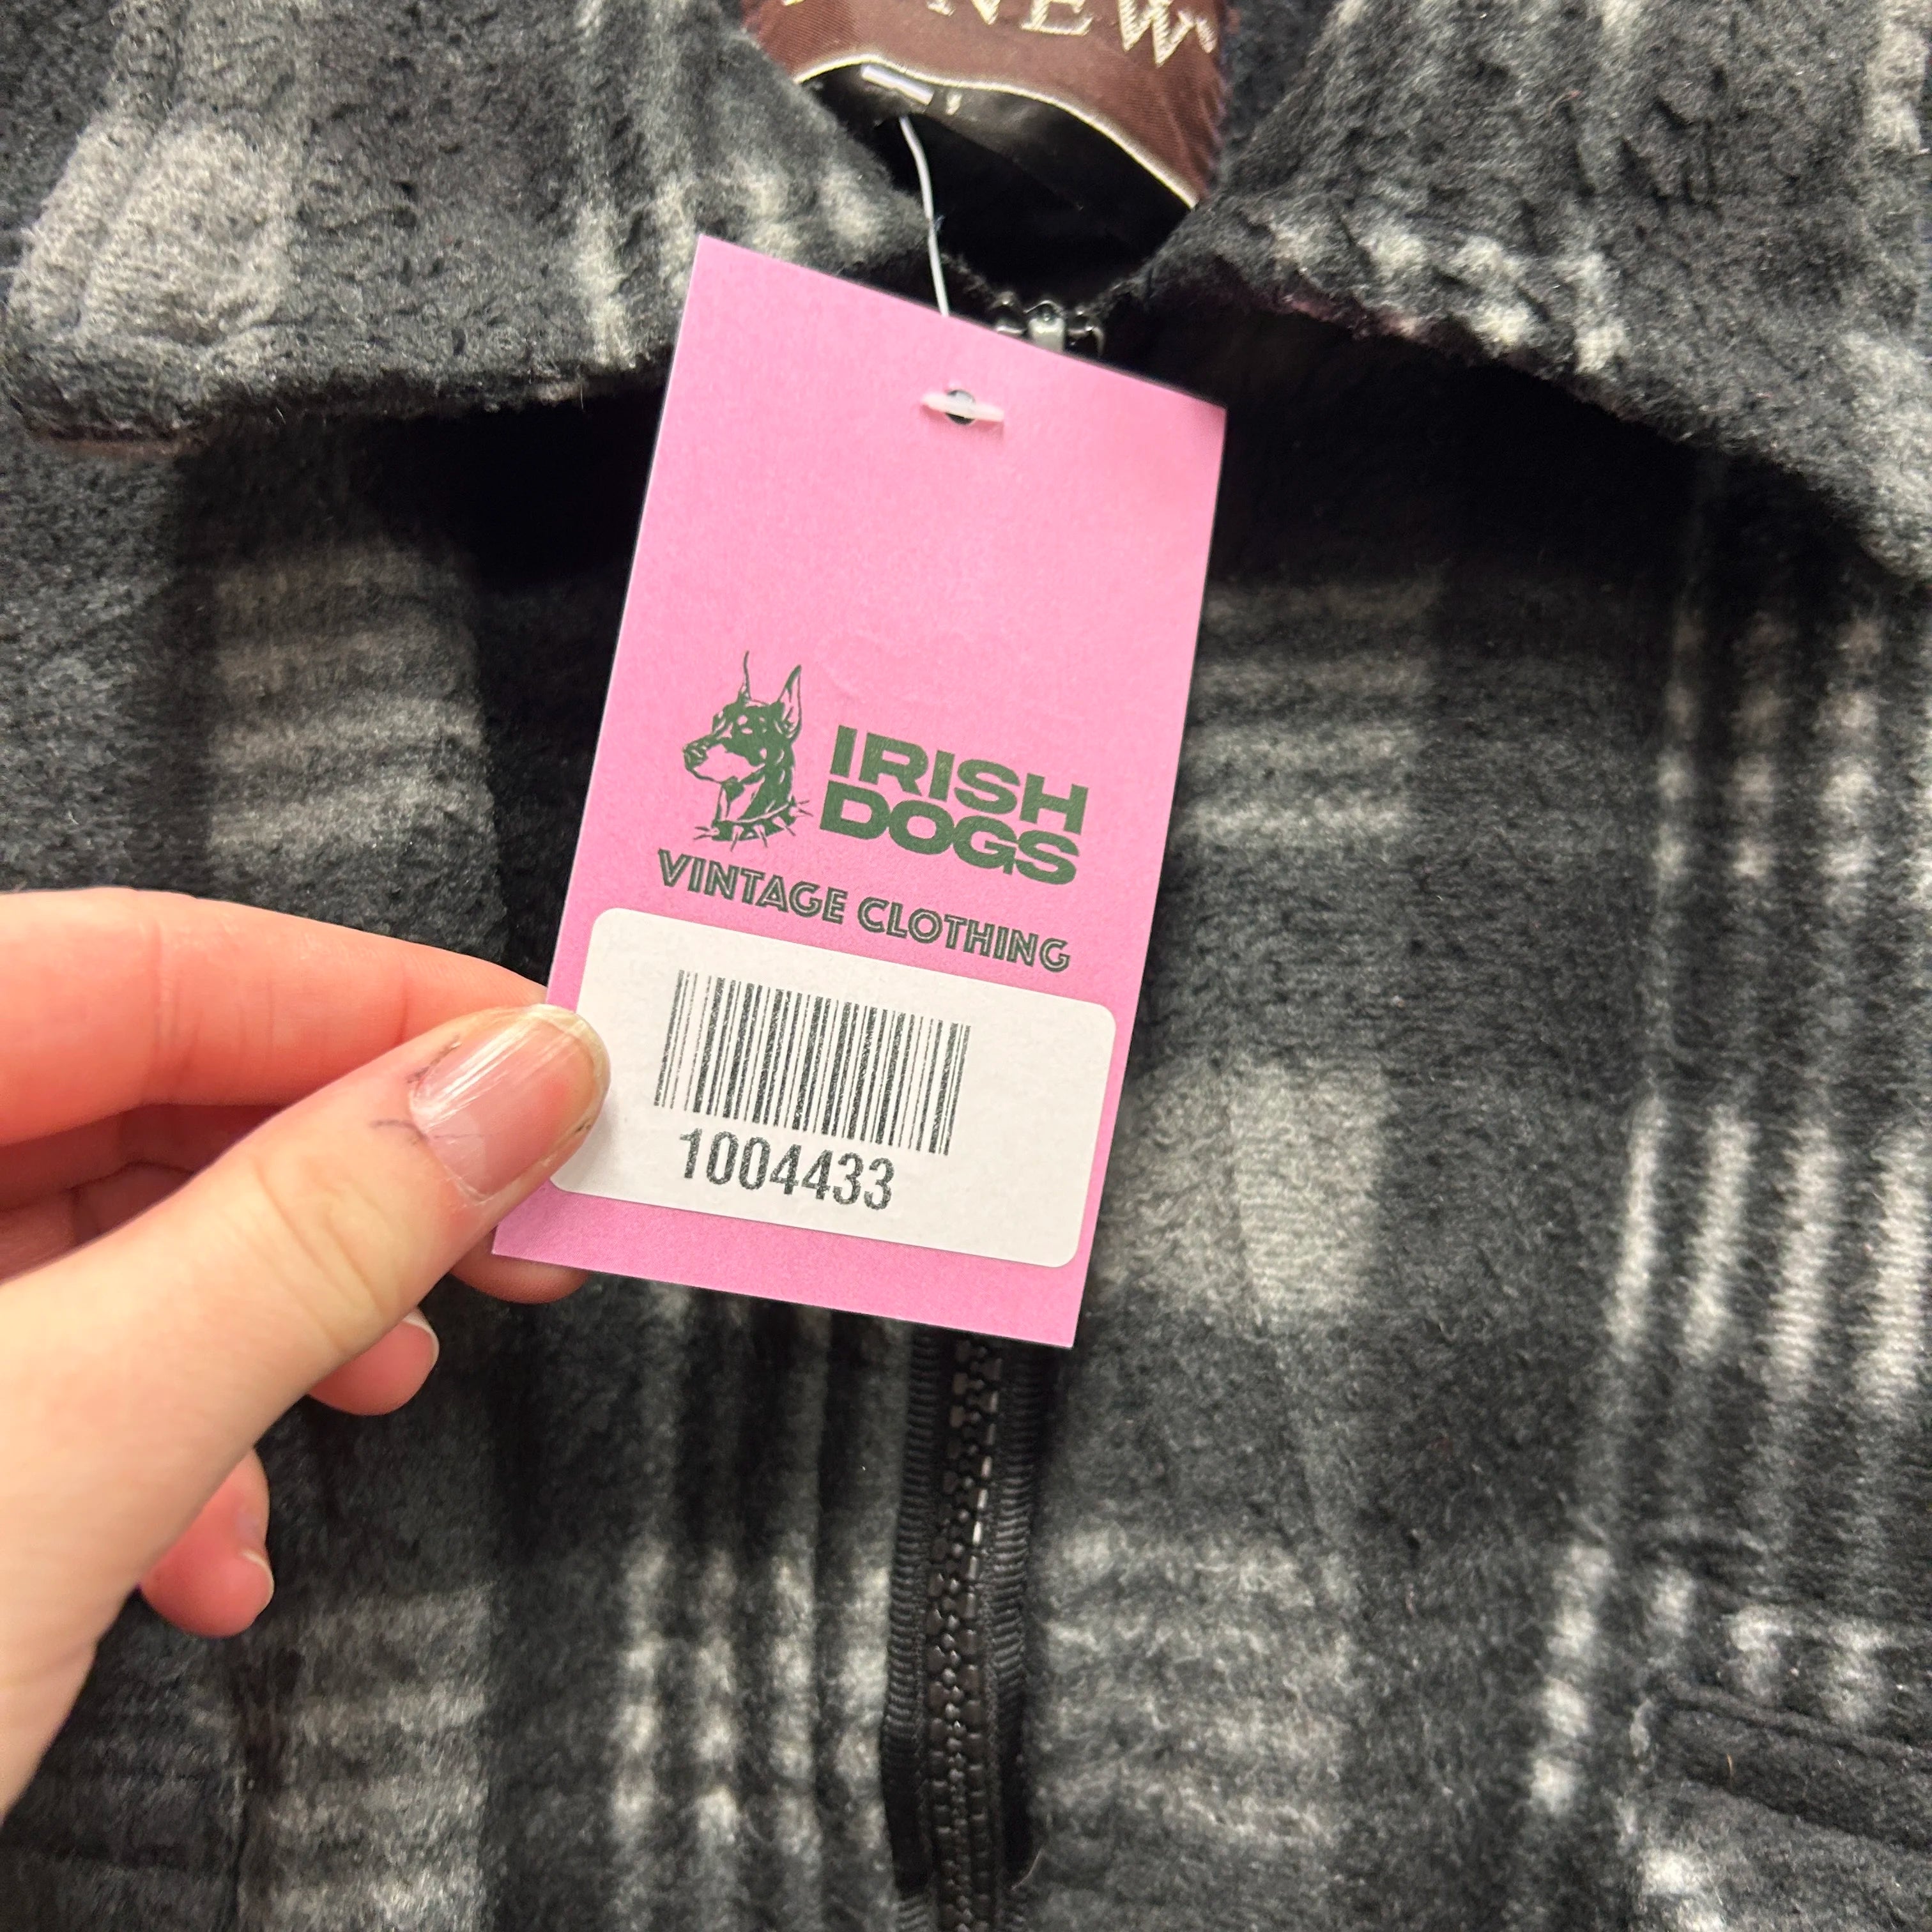 NEW
IRISH
DOGS
VINTAGE CLOTHING
1004433